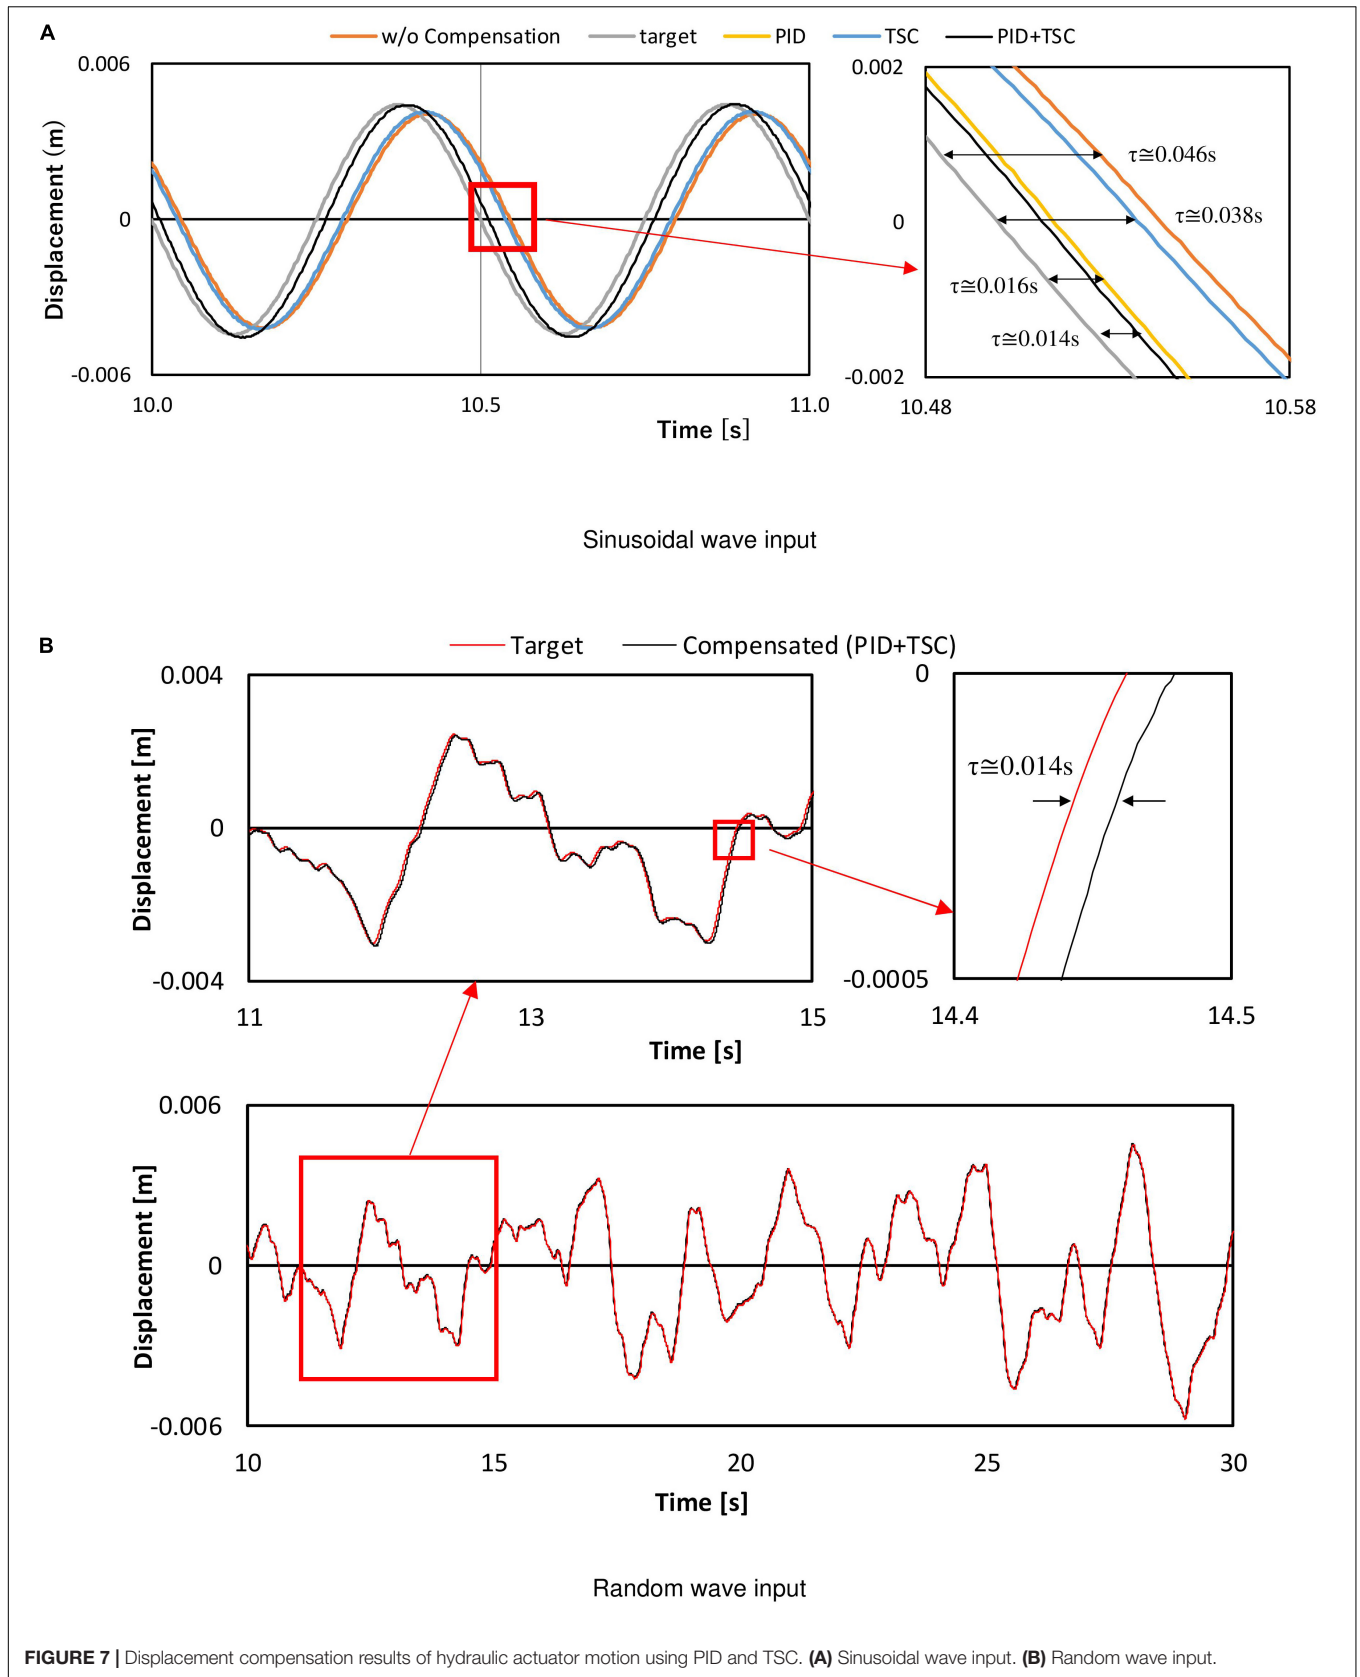 A
w/o Compensation target PID TSC PID+TSC
0.006
0
-0.006
Displacement (m)
10.0 10.5 11.0
Time [s]
0.002
0
-0.002
τ≅0.046s
τ≅0.038s
τ≅0.016s
τ≅0.014s
10.48 10.58
Sinusoidal wave input
B
Target Compensated (PID+TSC)
0.004
0
-0.004
Displacement [m]
11 13 15
Time [s]
0
-0.0005
τ≅0.014s
14.4 14.5
0.006
0
-0.006
Displacement [m]
10 15 20 25 30
Time [s]
Random wave input
FIGURE 7 | Displacement compensation results of hydraulic actuator motion using PID and TSC. (A) Sinusoidal wave input. (B) Random wave input.